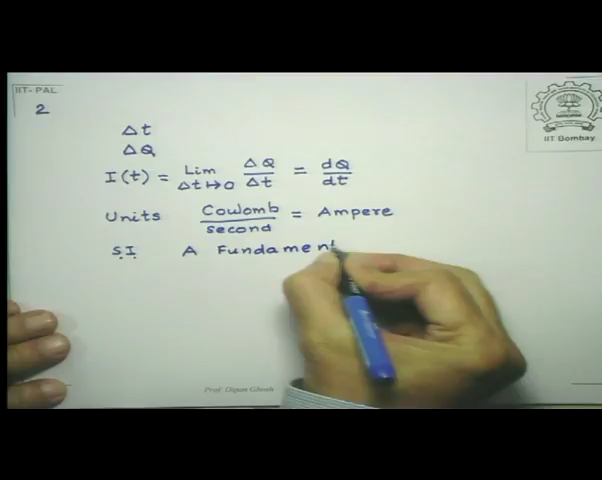 IIT- PAL
2
Δt
ΔQ
I(t) = Lim Δt↦0 ΔQ/Δt = dQ/dt
Units Coulomb/second = Ampere
S.I. A Fundament
IIT Bombay
Prof Dipan Ghosh